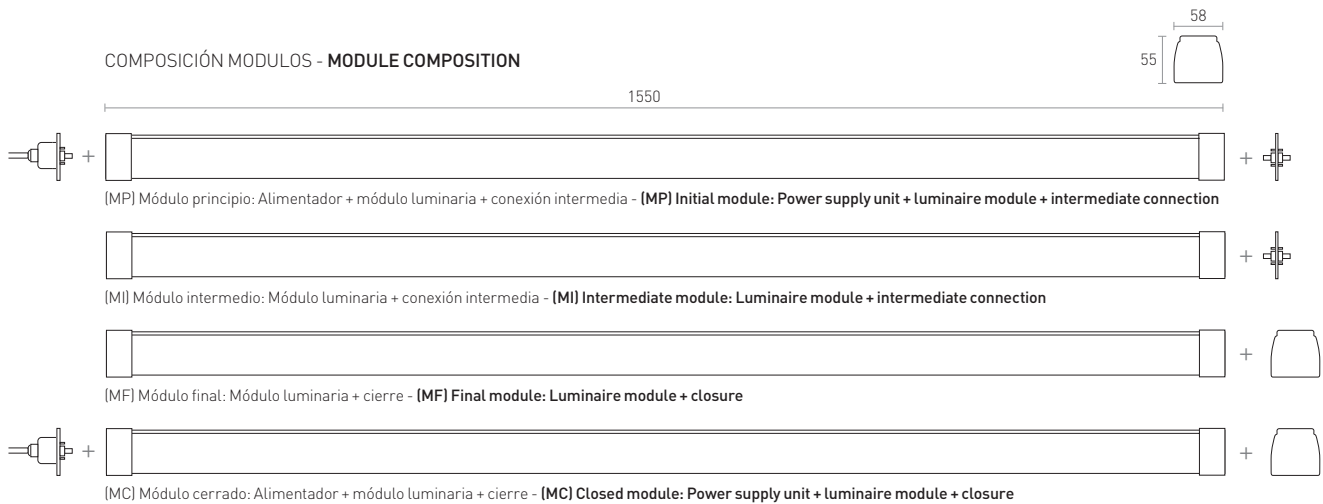 58
COMPOSICIÓN MODULOS - MODULE COMPOSITION
55
1550
(MP) Módulo principio: Alimentador + módulo luminaria + conexión intermedia - (MP) Initial module: Power supply unit + luminaire module + intermediate connection
(MI) Módulo intermedio: Módulo luminaria + conexión intermedia - (MI) Intermediate module: Luminaire module + intermediate connection
(MF) Módulo final: Módulo luminaria + cierre - (MF) Final module: Luminaire module + closure
(MC) Módulo cerrado: Alimentador + módulo luminaria + cierre - (MC) Closed module: Power supply unit + luminaire module + closure